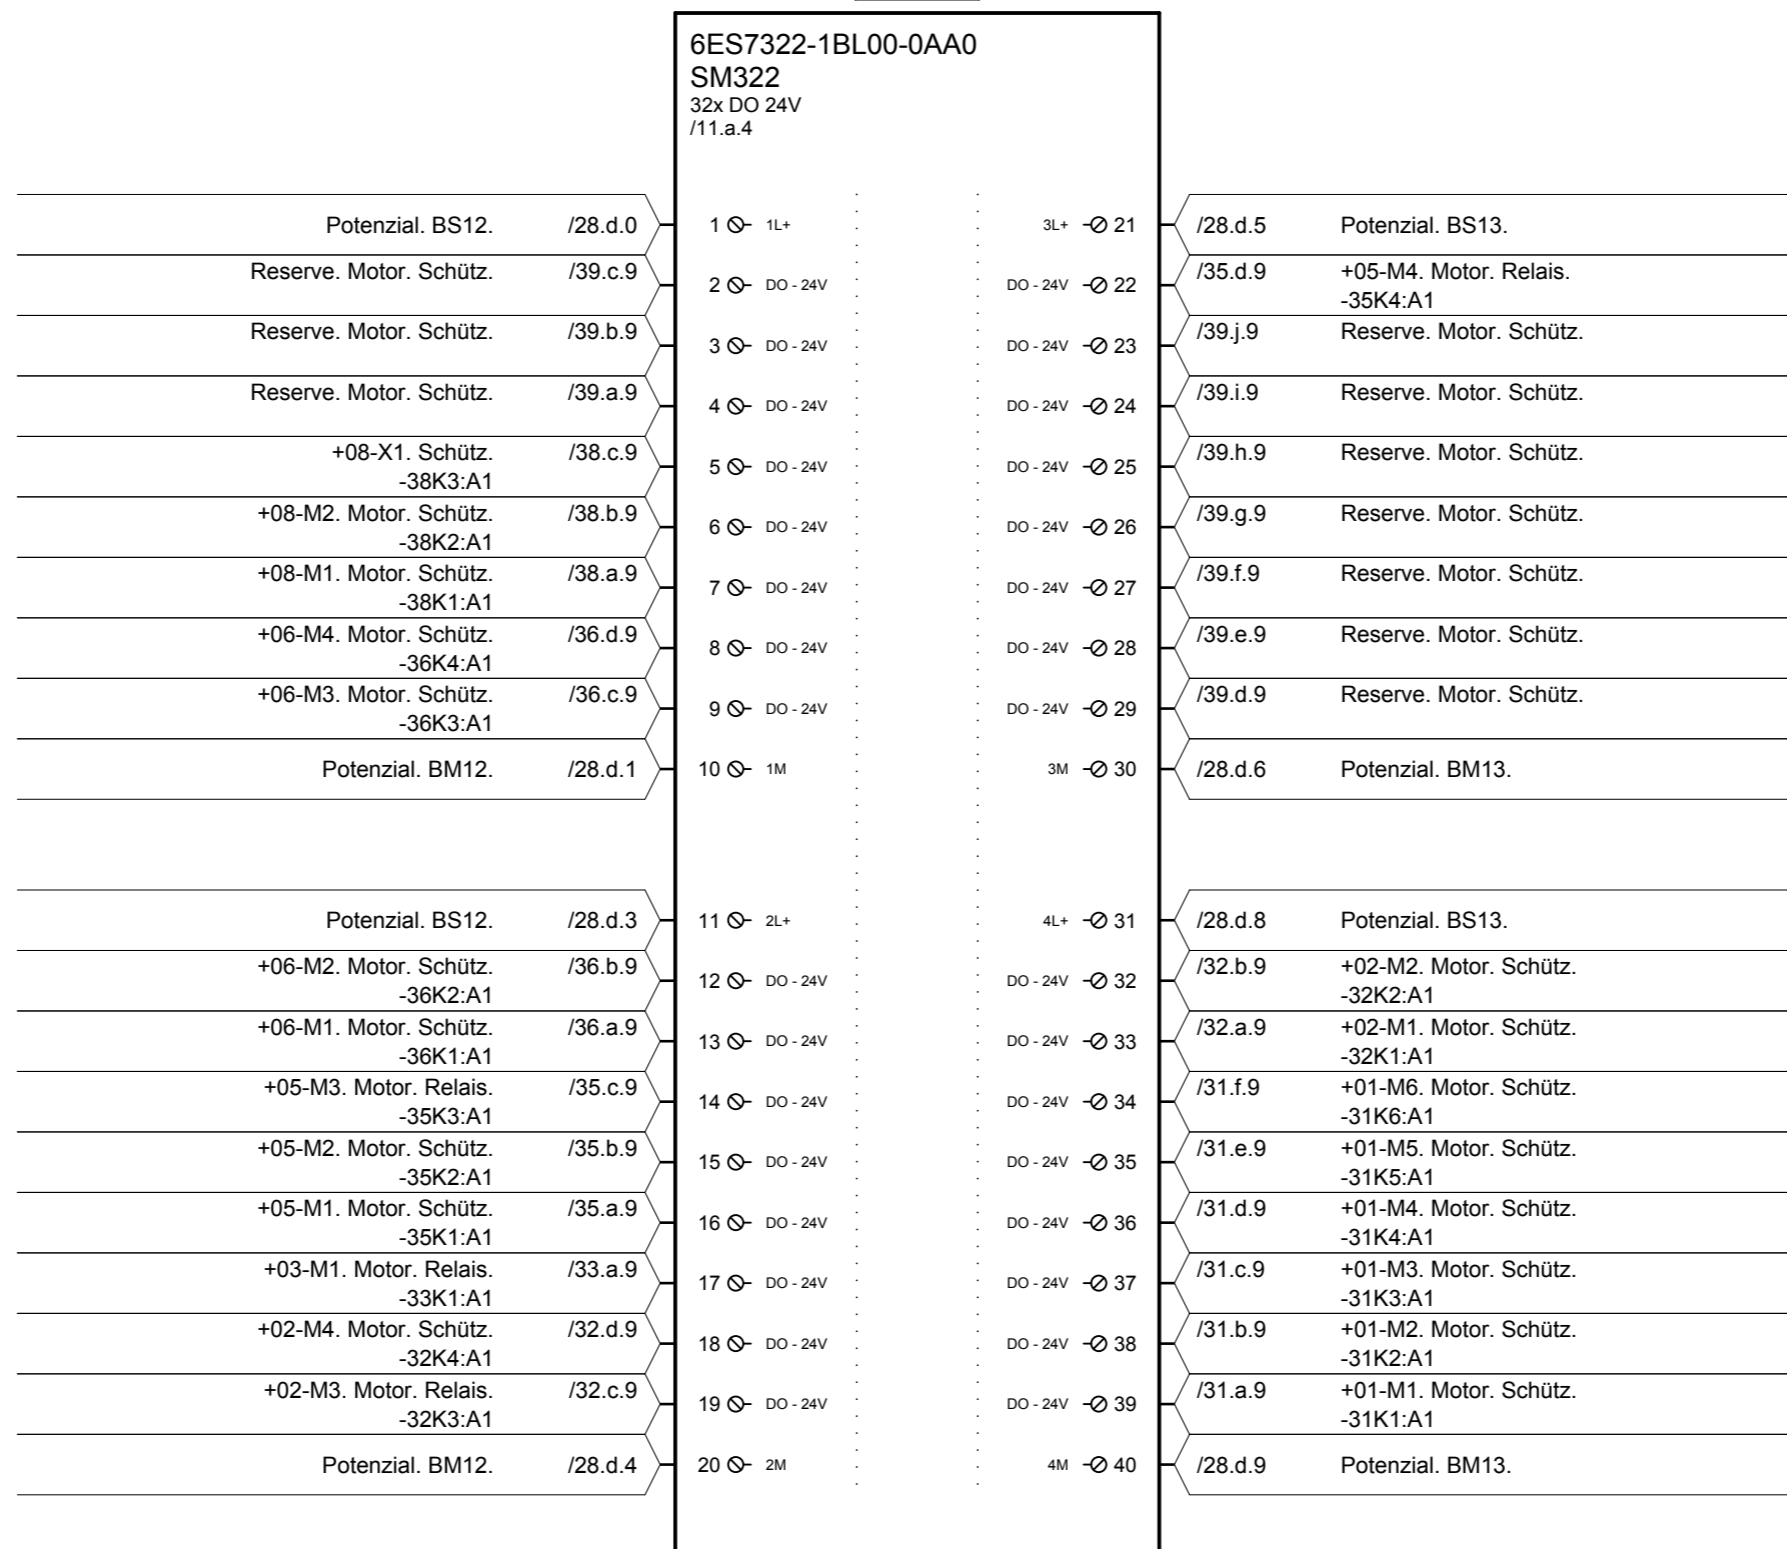 6ES7322-1BL00-0AA0
SM322
32x DO 24V
/11.a.4
Potenzial. BS12. /28.d.0 1 1L+ 3L+ 21 /28.d.5 Potenzial. BS13.
Reserve. Motor. Schütz. /39.c.9 2 DO - 24V DO - 24V 22 /35.d.9 +05-M4. Motor. Relais.
-35K4:A1
Reserve. Motor. Schütz. /39.b.9 3 DO - 24V DO - 24V 23 /39.j.9 Reserve. Motor. Schütz.
Reserve. Motor. Schütz. /39.a.9 4 DO - 24V DO - 24V 24 /39.i.9 Reserve. Motor. Schütz.
+08-X1. Schütz. /38.c.9 5 DO - 24V DO - 24V 25 /39.h.9 Reserve. Motor. Schütz.
-38K3:A1
+08-M2. Motor. Schütz. /38.b.9 6 DO - 24V DO - 24V 26 /39.g.9 Reserve. Motor. Schütz.
-38K2:A1
+08-M1. Motor. Schütz. /38.a.9 7 DO - 24V DO - 24V 27 /39.f.9 Reserve. Motor. Schütz.
-38K1:A1
+06-M4. Motor. Schütz. /36.d.9 8 DO - 24V DO - 24V 28 /39.e.9 Reserve. Motor. Schütz.
-36K4:A1
+06-M3. Motor. Schütz. /36.c.9 9 DO - 24V DO - 24V 29 /39.d.9 Reserve. Motor. Schütz.
-36K3:A1
Potenzial. BM12. /28.d.1 10 1M 3M 30 /28.d.6 Potenzial. BM13.
Potenzial. BS12. /28.d.3 11 2L+ 4L+ 31 /28.d.8 Potenzial. BS13.
+06-M2. Motor. Schütz. /36.b.9 12 DO - 24V DO - 24V 32 /32.b.9 +02-M2. Motor. Schütz.
-36K2:A1 -32K2:A1
+06-M1. Motor. Schütz. /36.a.9 13 DO - 24V DO - 24V 33 /32.a.9 +02-M1. Motor. Schütz.
-36K1:A1 -32K1:A1
+05-M3. Motor. Relais. /35.c.9 14 DO - 24V DO - 24V 34 /31.f.9 +01-M6. Motor. Schütz.
-35K3:A1 -31K6:A1
+05-M2. Motor. Schütz. /35.b.9 15 DO - 24V DO - 24V 35 /31.e.9 +01-M5. Motor. Schütz.
-35K2:A1 -31K5:A1
+05-M1. Motor. Schütz. /35.a.9 16 DO - 24V DO - 24V 36 /31.d.9 +01-M4. Motor. Schütz.
-35K1:A1 -31K4:A1
+03-M1. Motor. Relais. /33.a.9 17 DO - 24V DO - 24V 37 /31.c.9 +01-M3. Motor. Schütz.
-33K1:A1 -31K3:A1
+02-M4. Motor. Schütz. /32.d.9 18 DO - 24V DO - 24V 38 /31.b.9 +01-M2. Motor. Schütz.
-32K4:A1 -31K2:A1
+02-M3. Motor. Relais. /32.c.9 19 DO - 24V DO - 24V 39 /31.a.9 +01-M1. Motor. Schütz.
-32K3:A1 -31K1:A1
Potenzial. BM12. /28.d.4 20 2M 4M 40 /28.d.9 Potenzial. BM13.